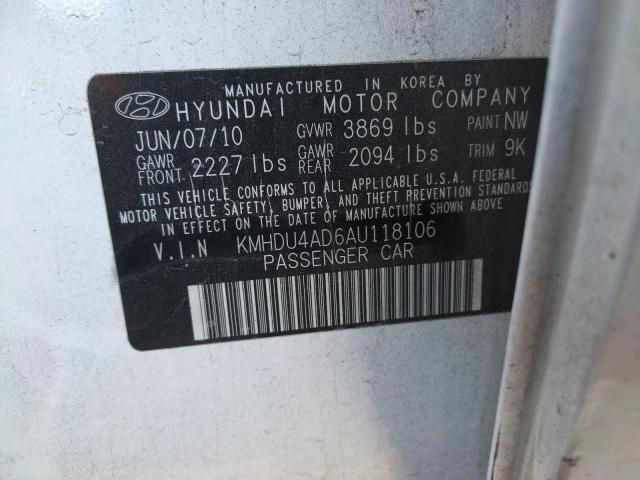 MANUFACTURED IN KOREA BY
HYUNDAI MOTOR COMPANY
JUN/07/10 GVWR 3869 lbs PAINT NW
GAWR FRONT 2227 lbs GAWR REAR 2094 lbs TRIM 9K
THIS VEHICLE CONFORMS TO ALL APPLICABLE U.S.A. FEDERAL
MOTOR VEHICLE SAFETY, BUMPER, AND THEFT PREVENTION STANDARDS
IN EFFECT ON THE DATE OF MANUFACTURE SHOWN ABOVE.
V.I.N KMHDU4AD6AU118106
PASSENGER CAR